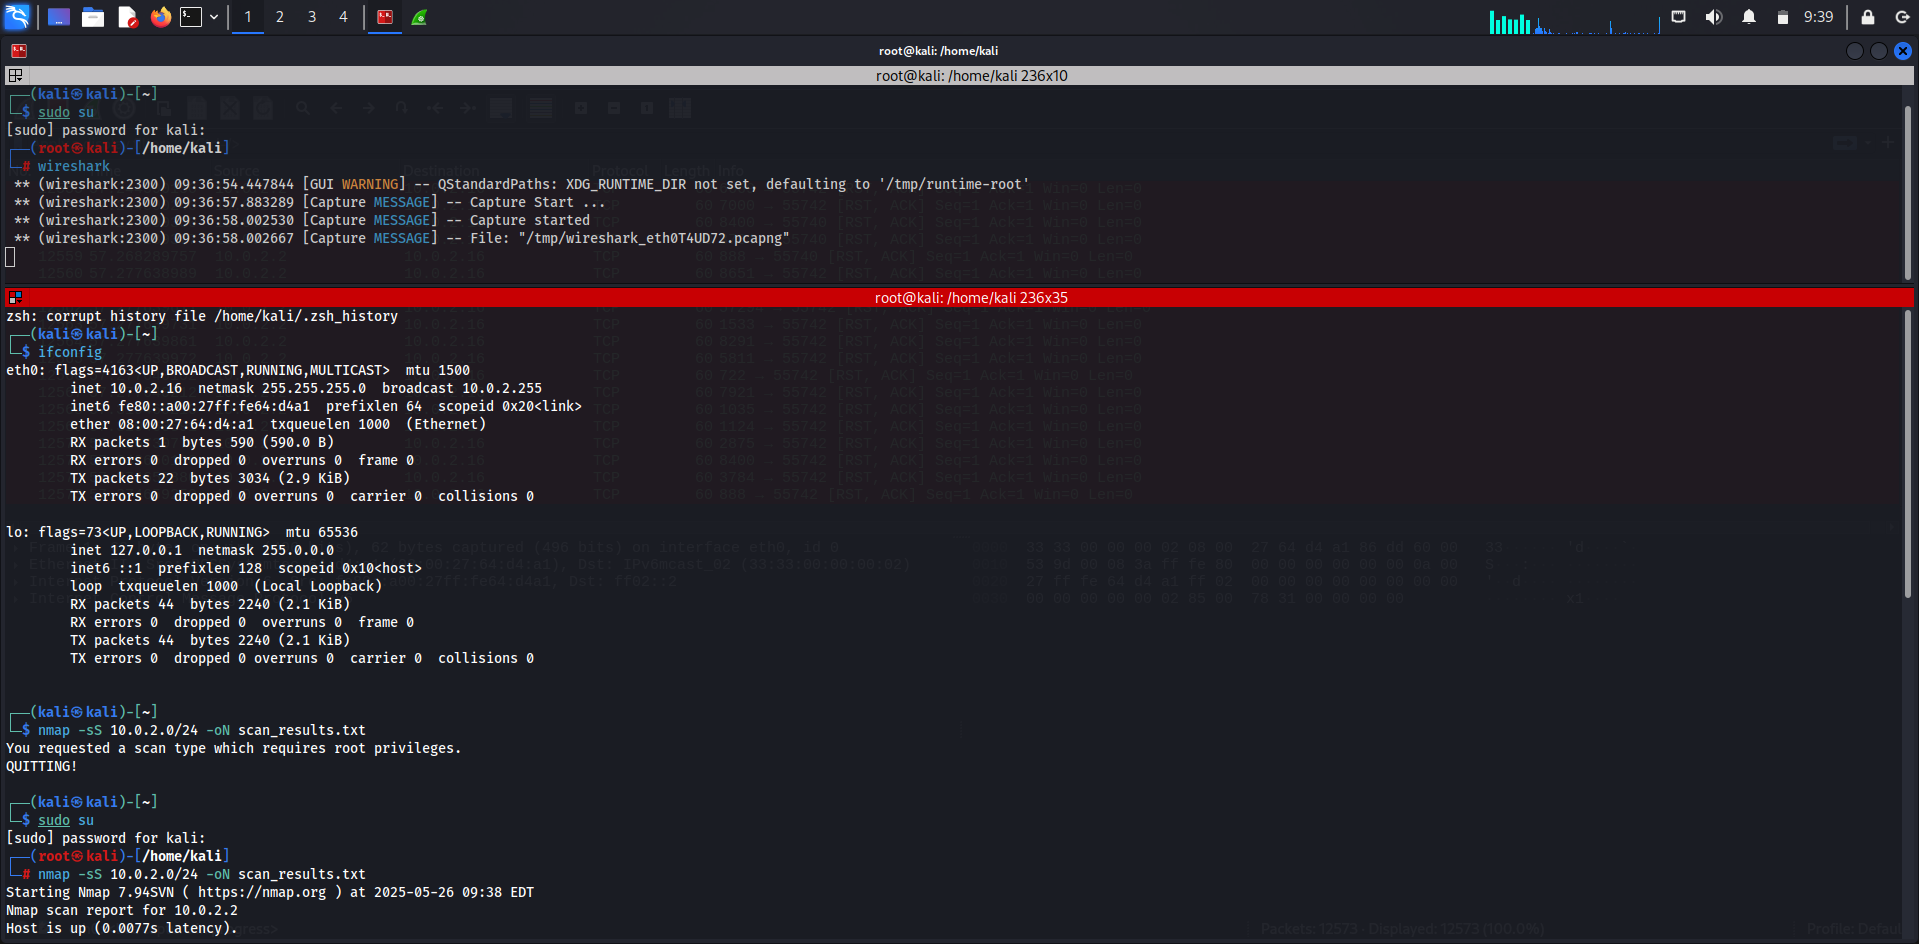 1 2 3 4 9:39
root@kali: /home/kali
root@kali: /home/kali 236x10
(kali㉿kali)-[~]
$ sudo su
[sudo] password for kali:
(root㉿kali)-[/home/kali]
# wireshark
** (wireshark:2300) 09:36:54.447844 [GUI WARNING] -- QStandardPaths: XDG_RUNTIME_DIR not set, defaulting to '/tmp/runtime-root'
** (wireshark:2300) 09:36:57.883289 [Capture MESSAGE] -- Capture Start ...
** (wireshark:2300) 09:36:58.002530 [Capture MESSAGE] -- Capture started
** (wireshark:2300) 09:36:58.002667 [Capture MESSAGE] -- File: "/tmp/wireshark_eth0T4UD72.pcapng"
root@kali: /home/kali 236x35
zsh: corrupt history file /home/kali/.zsh_history
(kali㉿kali)-[~]
$ ifconfig
eth0: flags=4163<UP,BROADCAST,RUNNING,MULTICAST>  mtu 1500
inet 10.0.2.16  netmask 255.255.255.0  broadcast 10.0.2.255
inet6 fe80::a00:27ff:fe64:d4a1  prefixlen 64  scopeid 0x20<link>
ether 08:00:27:64:d4:a1  txqueuelen 1000  (Ethernet)
RX packets 1  bytes 590 (590.0 B)
RX errors 0  dropped 0  overruns 0  frame 0
TX packets 22  bytes 3034 (2.9 KiB)
TX errors 0  dropped 0 overruns 0  carrier 0  collisions 0
lo: flags=73<UP,LOOPBACK,RUNNING>  mtu 65536
inet 127.0.0.1  netmask 255.0.0.0
inet6 ::1  prefixlen 128  scopeid 0x10<host>
loop  txqueuelen 1000  (Local Loopback)
RX packets 44  bytes 2240 (2.1 KiB)
RX errors 0  dropped 0  overruns 0  frame 0
TX packets 44  bytes 2240 (2.1 KiB)
TX errors 0  dropped 0 overruns 0  carrier 0  collisions 0
(kali㉿kali)-[~]
$ nmap -sS 10.0.2.0/24 -oN scan_results.txt
You requested a scan type which requires root privileges.
QUITTING!
(kali㉿kali)-[~]
$ sudo su
[sudo] password for kali:
(root㉿kali)-[/home/kali]
# nmap -sS 10.0.2.0/24 -oN scan_results.txt
Starting Nmap 7.94SVN ( https://nmap.org ) at 2025-05-26 09:38 EDT
Nmap scan report for 10.0.2.2
Host is up (0.0077s latency).
Packets: 12573 · Displayed: 12573 (100.0%)